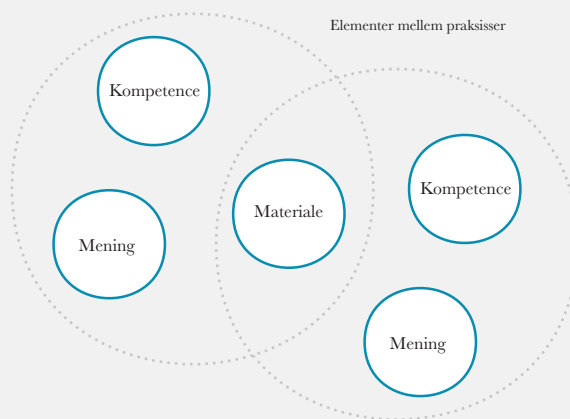 Elementer mellem praksisser
Kompetence
Mening
Materiale
Kompetence
Mening